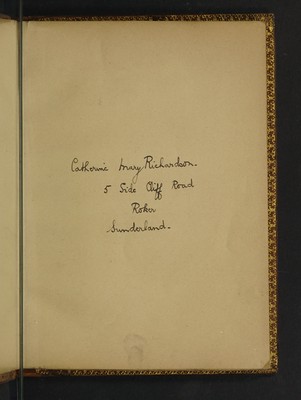 Catherine Mary Richardson.
5 Side Cliff Road
Roker
Sunderland.